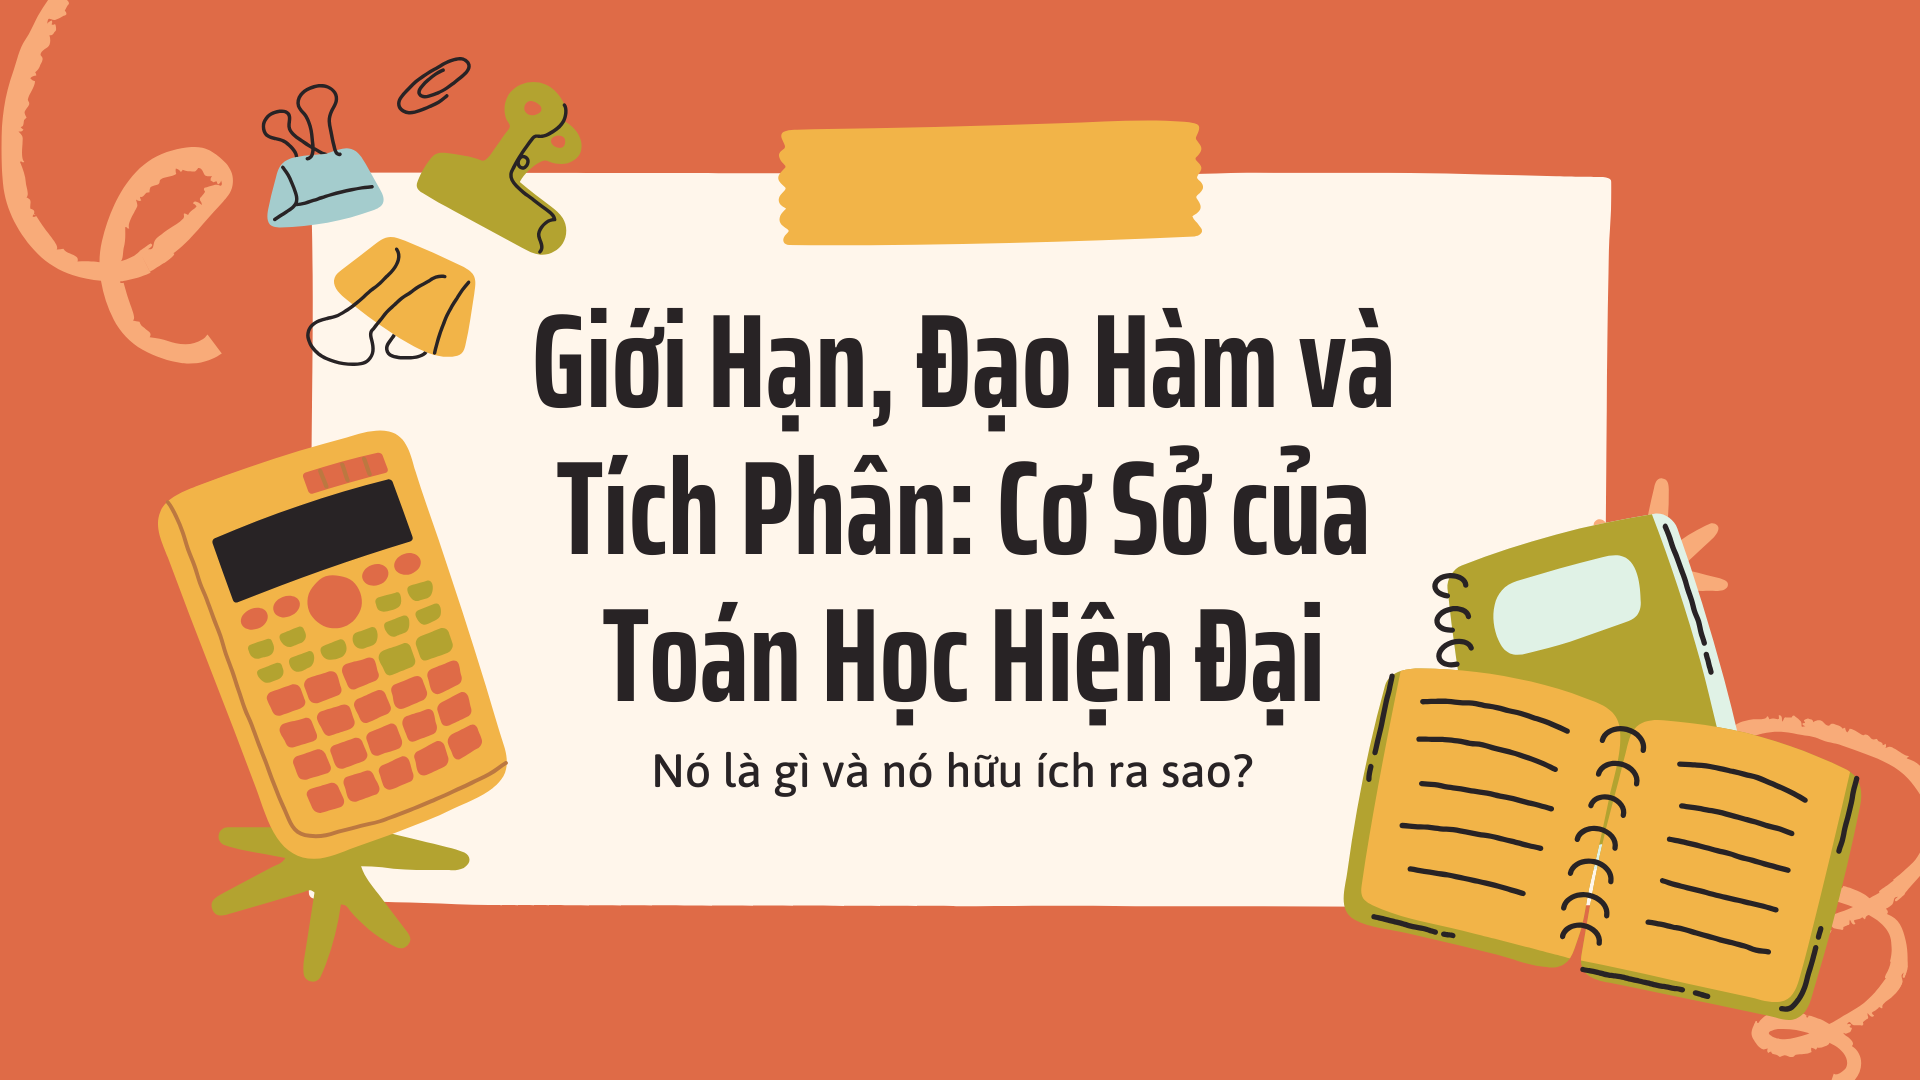 Giới Hạn, Đạo Hàm và
Tích Phân: Cơ Sở của
Toán Học Hiện Đại
Nó là gì và nó hữu ích ra sao?